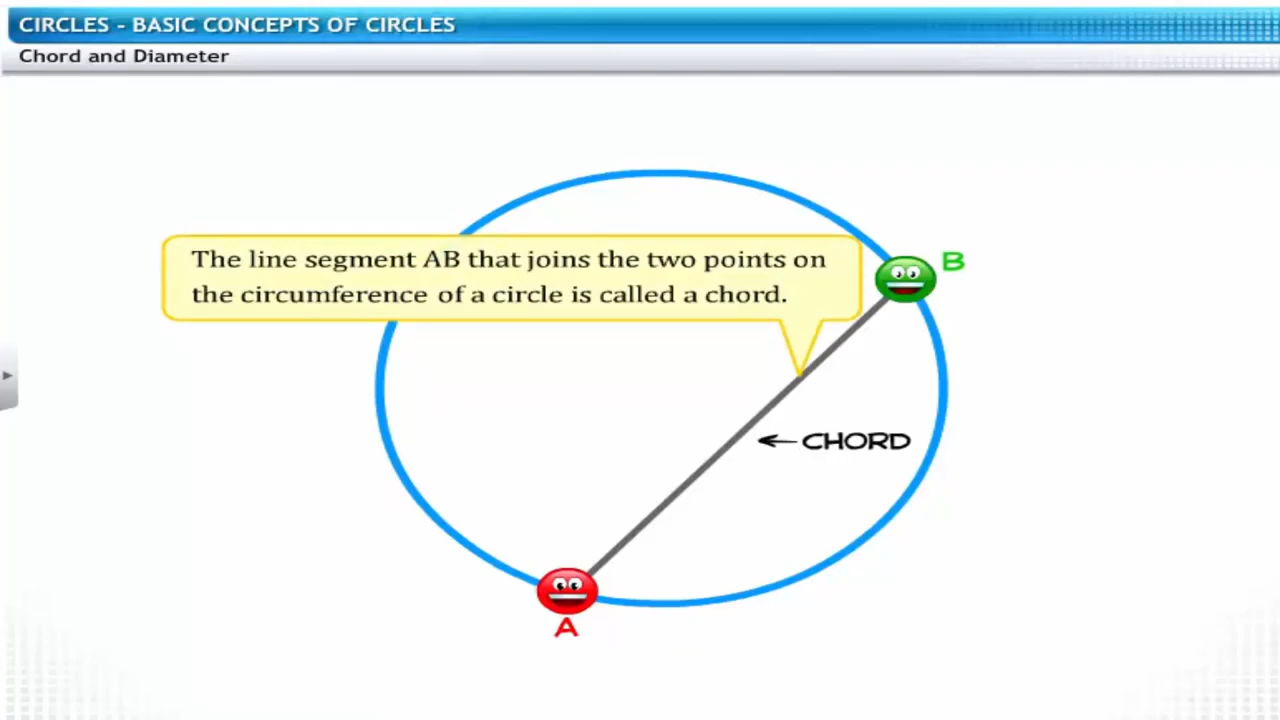 CIRCLES - BASIC CONCEPTS OF CIRCLES
Chord and Diameter
The line segment AB that joins the two points on
the circumference of a circle is called a chord.
B
CHORD
A